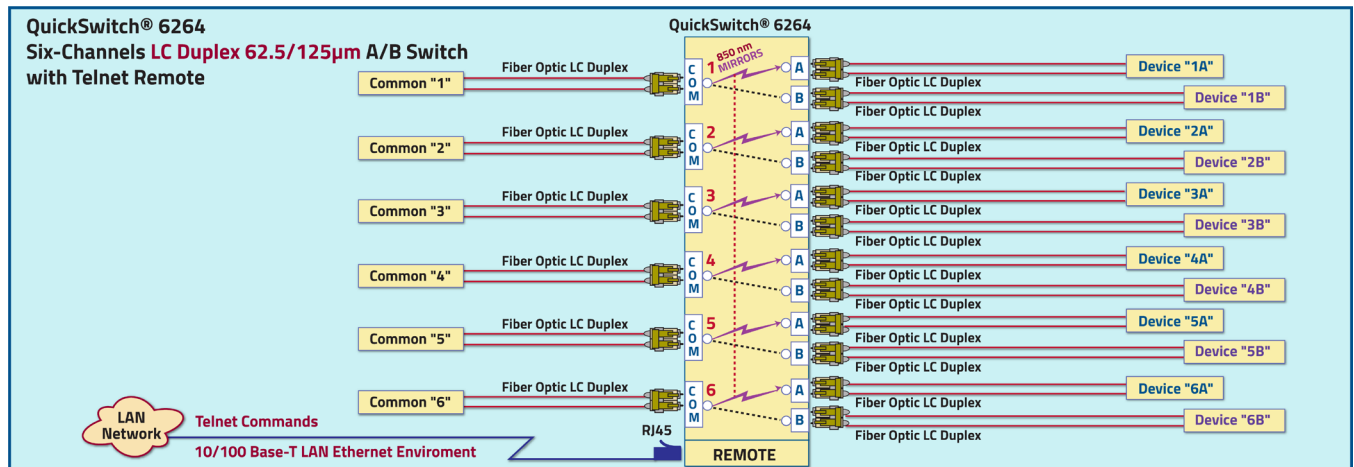 QuickSwitch® 6264
Six-Channels LC Duplex 62.5/125µm A/B Switch
with Telnet Remote
QuickSwitch® 6264
850 nm
MIRRORS
Common "1"
Fiber Optic LC Duplex
COM
1
A
B
Fiber Optic LC Duplex
Fiber Optic LC Duplex
Device "1A"
Device "1B"
Common "2"
Fiber Optic LC Duplex
COM
2
A
B
Fiber Optic LC Duplex
Fiber Optic LC Duplex
Device "2A"
Device "2B"
Common "3"
Fiber Optic LC Duplex
COM
3
A
B
Fiber Optic LC Duplex
Fiber Optic LC Duplex
Device "3A"
Device "3B"
Common "4"
Fiber Optic LC Duplex
COM
4
A
B
Fiber Optic LC Duplex
Fiber Optic LC Duplex
Device "4A"
Device "4B"
Common "5"
Fiber Optic LC Duplex
COM
5
A
B
Fiber Optic LC Duplex
Fiber Optic LC Duplex
Device "5A"
Device "5B"
Common "6"
Fiber Optic LC Duplex
COM
6
A
B
Fiber Optic LC Duplex
Fiber Optic LC Duplex
Device "6A"
Device "6B"
LAN
Network
Telnet Commands
10/100 Base-T LAN Ethernet Enviroment
RJ45
REMOTE